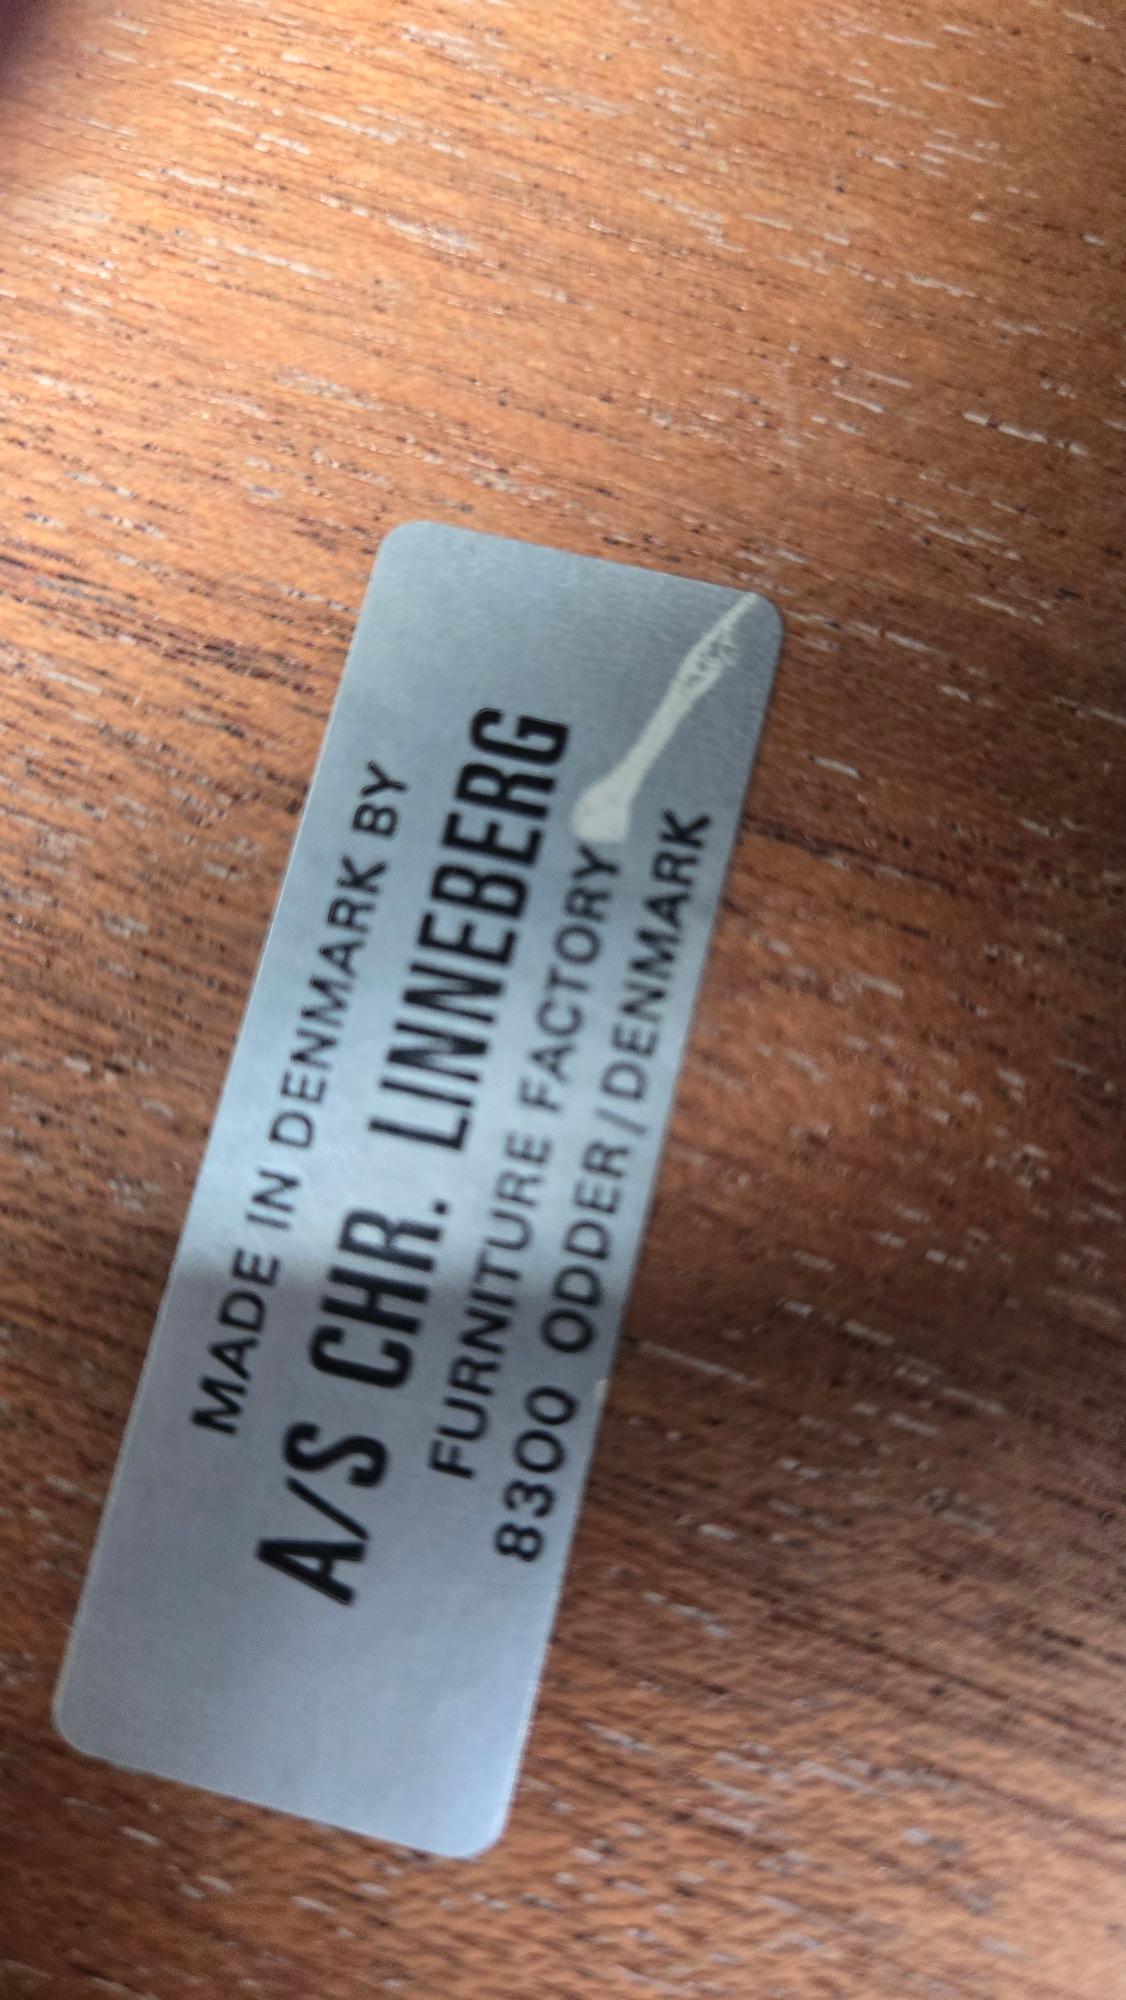 MADE IN DENMARK BY
A/S CHR. LINNEBERG
FURNITURE FACTORY
8300 ODDER/DENMARK